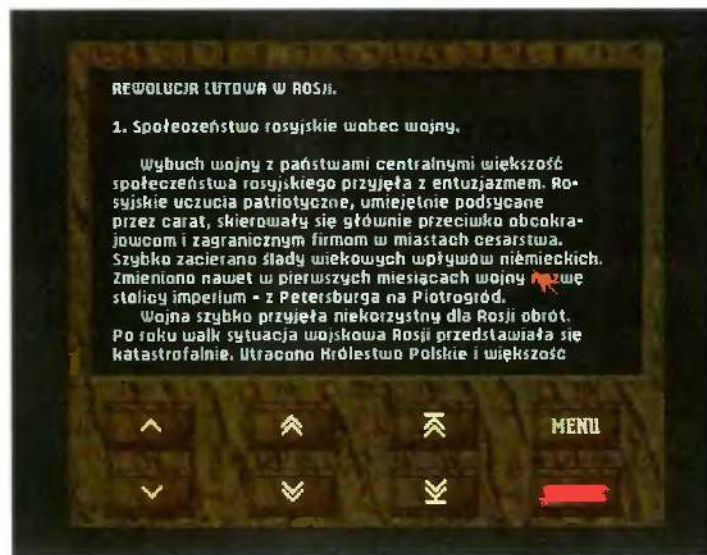 REWOLUCJA LUTOWA W ROSJI.
1. Społeczeństwo rosyjskie wobec wojny.
Wybuch wojny z państwami centralnymi większość
społeczeństwa rosyjskiego przyjęła z entuzjazmem. Ro-
syjskie uczucia patriotyczne, umiejętnie podsycane
przez carat, skierowały się głównie przeciwko obcokra-
jowcom i zagranicznym firmom w miastach cesarstwa.
Szybko zacierano ślady wiekowych wpływów niemieckich.
Zmieniono nawet w pierwszych miesiącach wojny
stolicy imperium - z Petersburga na Piotrogród.
Wojna szybko przyjęła niekorzystny dla Rosji obrót.
Po roku walk sytuacja wojskowa Rosji przedstawiała się
katastrofalnie. Utracono Królestwo Polskie i większość
MENU